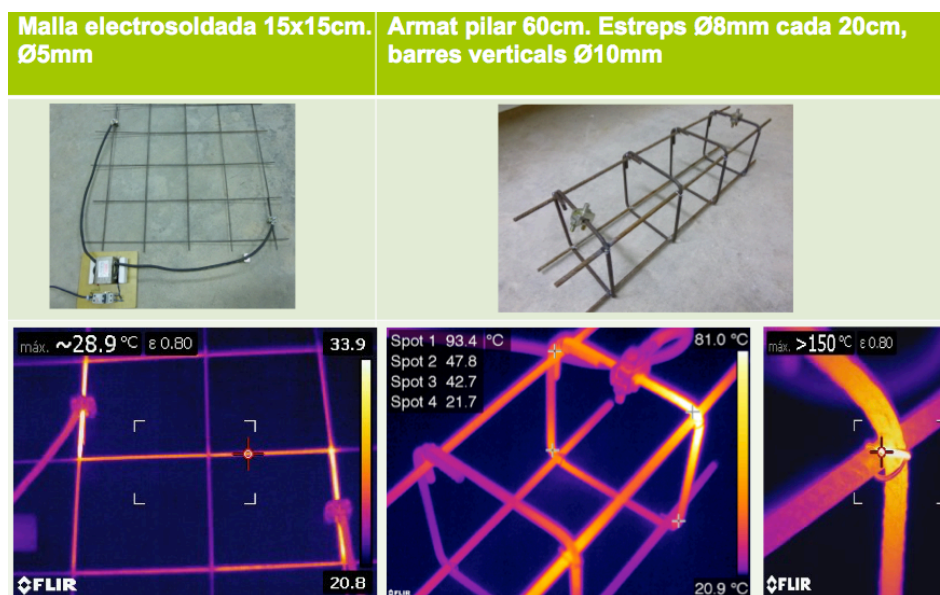 Malla electrosoldada 15x15cm.
Ø5mm
Armat pilar 60cm. Estreps Ø8mm cada 20cm,
barres verticals Ø10mm
máx. ~28.9 °C ε 0.80
33.9
20.8
◊FLIR
Spot 1 93.4 °C
Spot 2 47.8
Spot 3 42.7
Spot 4 21.7
81.0 °C
20.9 °C
FLIR
máx. >150 °C ε 0.80
◊FLIR